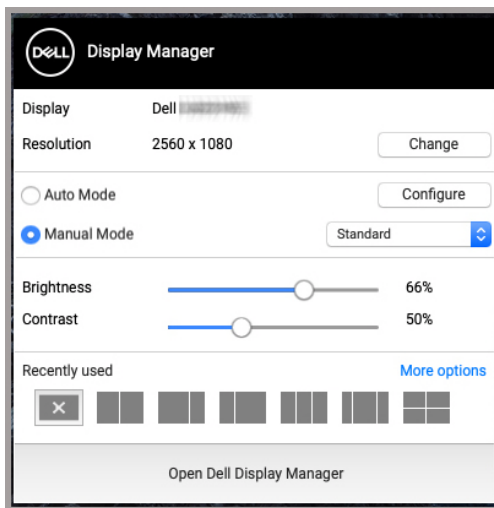 DELL Display Manager
Display Dell
Resolution 2560 x 1080 Change
Auto Mode Configure
Manual Mode Standard
Brightness 66%
Contrast 50%
Recently used More options
Open Dell Display Manager